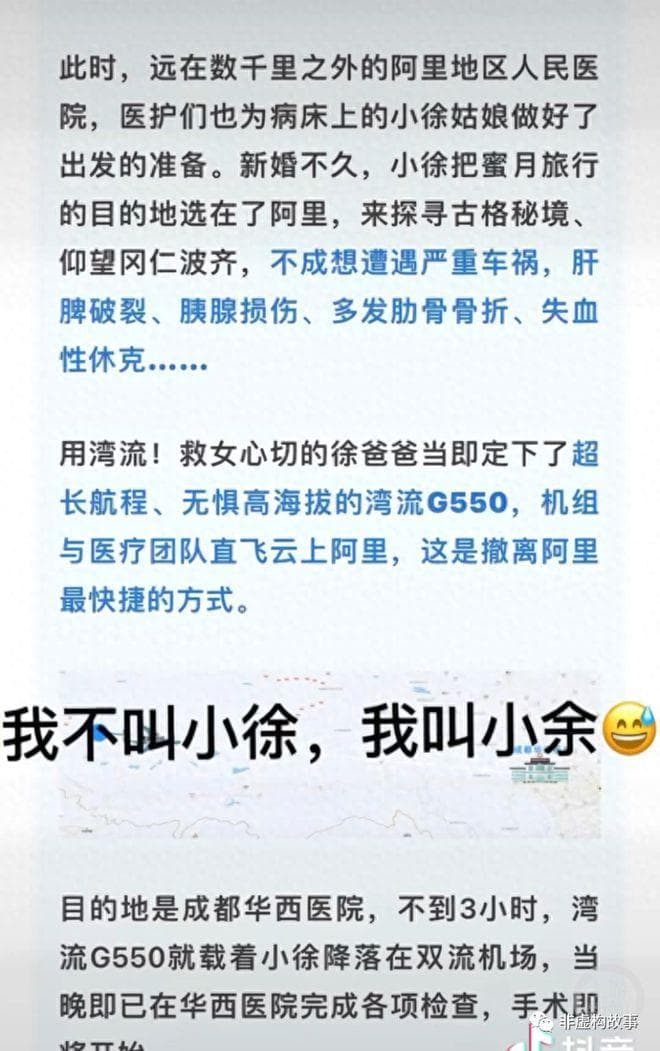 此时，远在数千里之外的阿里地区人民医
院，医护们也为病床上的小徐姑娘做好了
出发的准备。新婚不久，小徐把蜜月旅行
的目的地选在了阿里，来探寻古格秘境、
仰望冈仁波齐，不成想遭遇严重车祸，肝
脾破裂、胰腺损伤、多发肋骨骨折、失血
性休克……
用湾流！救女心切的徐爸爸当即定下了超
长航程、无惧高海拔的湾流G550，机组
与医疗团队直飞云上阿里，这是撤离阿里
最快捷的方式。
我不叫小徐，我叫小余😅
目的地是成都华西医院，不到3小时，湾
流G550就载着小徐降落在双流机场，当
晚即已在华西医院完成各项检查，手术即
将开始
非虚构故事
抖音